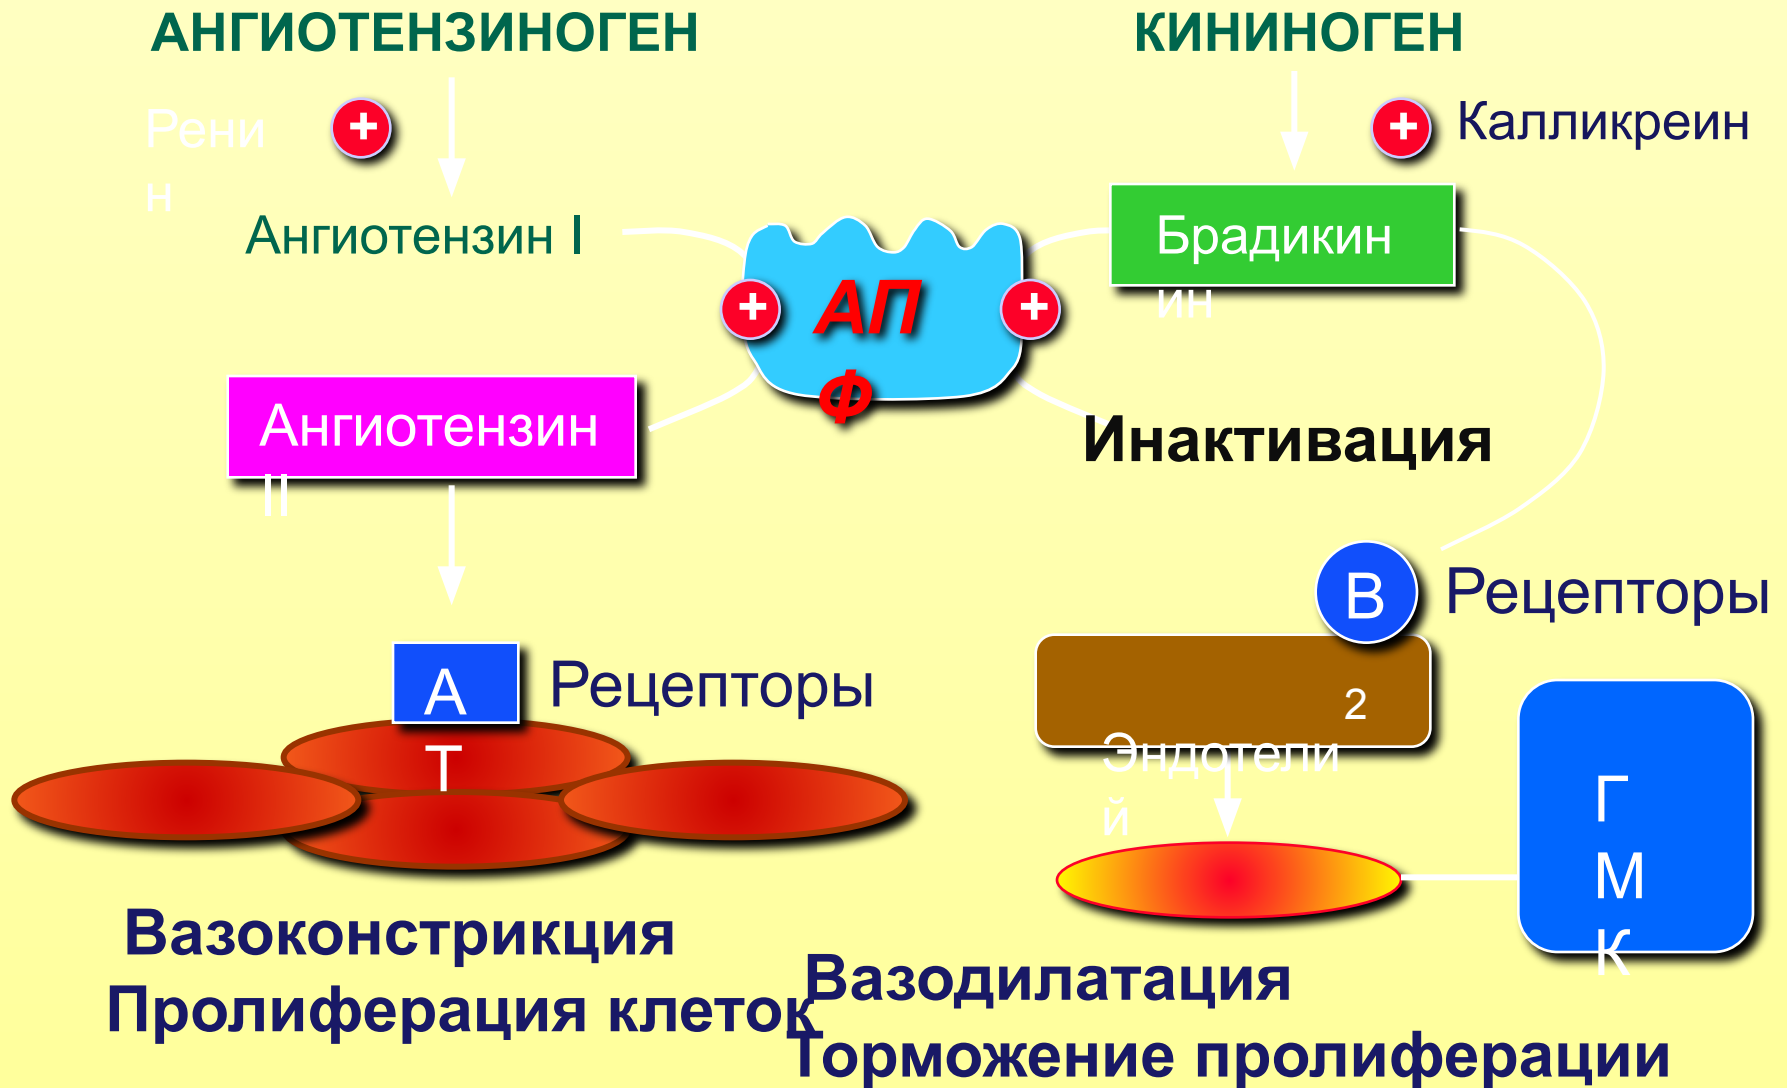 АНГИОТЕНЗИНОГЕН
КИНИНОГЕН
Рени
н
+
+
Калликреин
Ангиотензин I
Брадикин
ин
+
АП
Ф
+
Ангиотензин
II
Инактивация
В
Рецепторы
2
А
Т
Рецепторы
Эндотели
й
Г
М
К
Вазоконстрикция
Пролиферация клеток
Вазодилатация
Торможение пролиферации